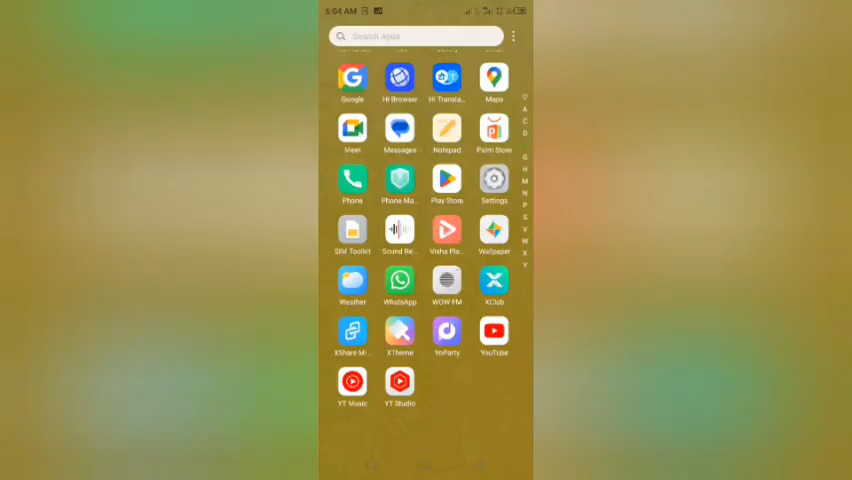 6:04 AM
Search Apps
Google Hi Browser Hi Transla... Maps
Meet Messages Notepad Palm Store
Phone Phone Ma... Play Store Settings
SIM Toolkit Sound Re... Visha Pla... Wallpaper
Weather WhatsApp WOW FM XClub
XShare Mi... XTheme YoParty YouTube
YT Music YT Studio
A
C
G
H
M
N
P
S
V
W
X
Y